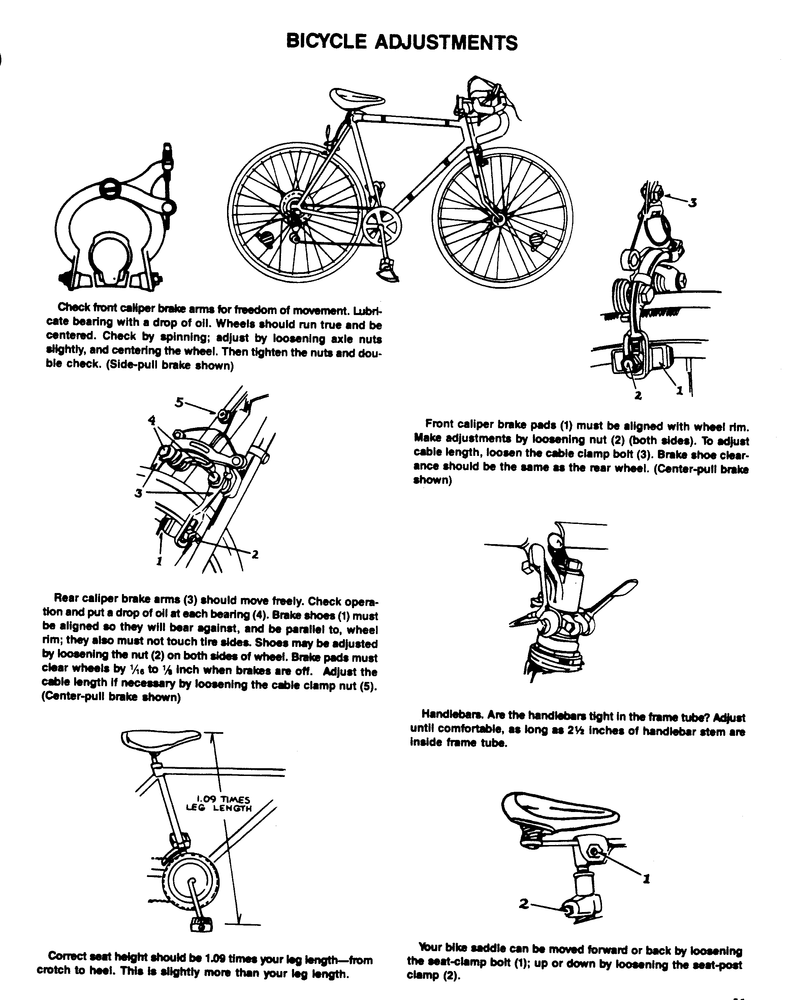 BICYCLE ADJUSTMENTS
3
2
1
Check front caliper brake arms for freedom of movement. Lubri-
cate bearing with a drop of oil. Wheels should run true and be
centered. Check by spinning; adjust by loosening axle nuts
slightly, and centering the wheel. Then tighten the nuts and dou-
ble check. (Side-pull brake shown)
Front caliper brake pads (1) must be aligned with wheel rim.
Make adjustments by loosening nut (2) (both sides). To adjust
cable length, loosen the cable clamp bolt (3). Brake shoe clear-
ance should be the same as the rear wheel. (Center-pull brake
shown)
5
4
3
1
2
Rear caliper brake arms (3) should move freely. Check opera-
tion and put a drop of oil at each bearing (4). Brake shoes (1) must
be aligned so they will bear against, and be parallel to, wheel
rim; they also must not touch tire sides. Shoes may be adjusted
by loosening the nut (2) on both sides of wheel. Brake pads must
clear wheels by 1/16 to 1/8 inch when brakes are off. Adjust the
cable length if necessary by loosening the cable clamp nut (5).
(Center-pull brake shown)
Handlebars. Are the handlebars tight in the frame tube? Adjust
until comfortable, as long as 2½ inches of handlebar stem are
inside frame tube.
1.09 TIMES
LEG LENGTH
Correct seat height should be 1.09 times your leg length—from
crotch to heel. This is slightly more than your leg length.
1
2
Your bike saddle can be moved forward or back by loosening
the seat-clamp bolt (1); up or down by loosening the seat-post
clamp (2).